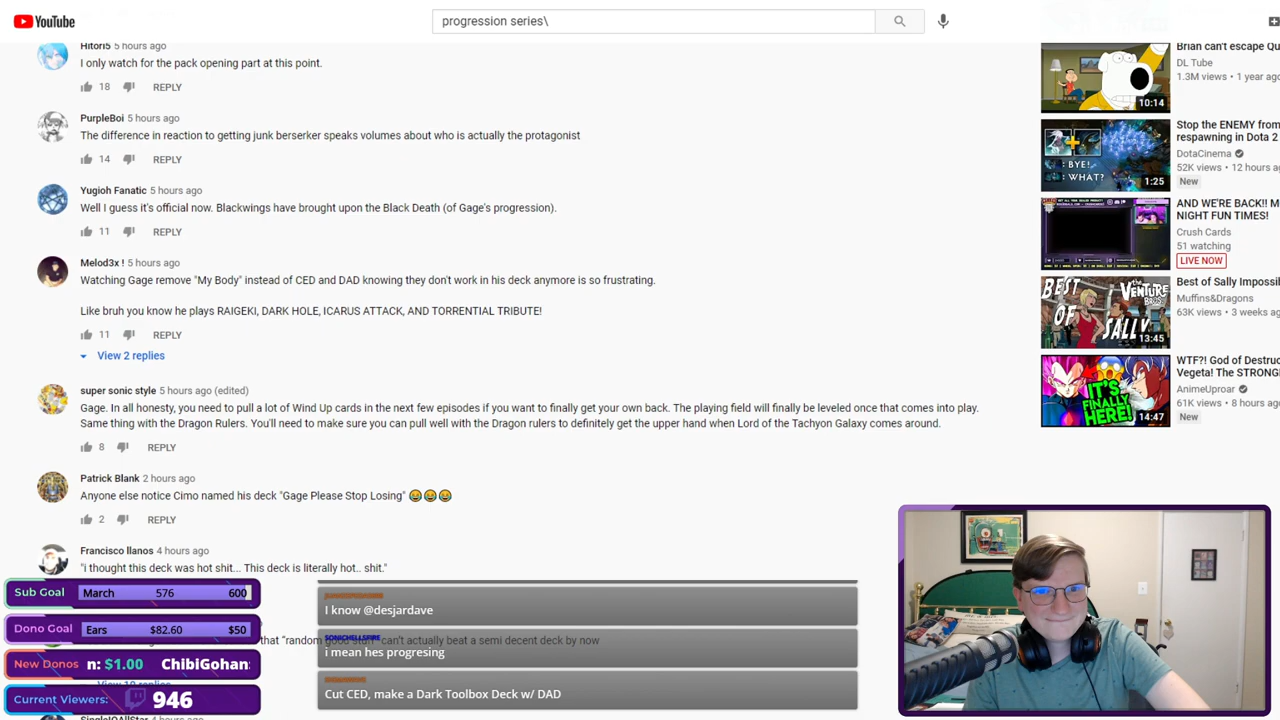 YouTube
progression series\
Hitori5 5 hours ago
I only watch for the pack opening part at this point.
18 REPLY
PurpleBoi 5 hours ago
The difference in reaction to getting junk berserker speaks volumes about who is actually the protagonist
14 REPLY
Yugioh Fanatic 5 hours ago
Well I guess it's official now. Blackwings have brought upon the Black Death (of Gage's progression).
11 REPLY
Melod3x ! 5 hours ago
Watching Gage remove "My Body" instead of CED and DAT knowing they don't work in his deck anymore is so frustrating.
Like bruh you know he plays RAIGEKI, DARK HOLE, ICARUS ATTACK, AND TORRENTIAL TRIBUTE!
11 REPLY
View 2 replies
super sonic style 5 hours ago (edited)
Gage. In all honesty, you need to pull a lot of Wind Up cards in the next few episodes if you want to finally get your own back. The playing field will finally be leveled once that comes into play.
Same thing with the Dragon Rulers. You'll need to make sure you can pull well with the Dragon rulers to definitely get the upper hand when Lord of the Tachyon Galaxy comes around.
8 REPLY
Patrick Blank 2 hours ago
Anyone else notice Cimo named his deck "Gage Please Stop Losing" 😂😂😂
2 REPLY
Francisco llanos 4 hours ago
"i thought this deck was hot shit... This deck is literally hot.. shit."
that "random good stuff" can't actually beat a semi decent deck by now
Brian can't escape Qu
DL Tube
1.3M views • 1 year ago
10:14
Stop the ENEMY from
respawning in Dota 2
DotaCinema
52K views • 12 hours ag
New
BYE!
WHAT?
1:25
AND WE'RE BACK!! M
NIGHT FUN TIMES!
Crush Cards
51 watching
LIVE NOW
Best of Sally Impossi
Muffins&Dragons
63K views • 3 weeks ag
BEST
OF
SALLY
The
VENTURE
BROS
13:45
WTF?! God of Destruc
Vegeta! The STRONG
AnimeUproar
61K views • 8 hours ag
New
IT'S
FINALLY
HERE!
14:47
Sub Goal March 576 600
Dono Goal Ears $82.60 $50
New Donos n: $1.00 ChibiGohan
Current Viewers: 946
I know @desjardave
SONICHELLSFIRE
i mean hes progresing
Cut CED, make a Dark Toolbox Deck w/ DAD